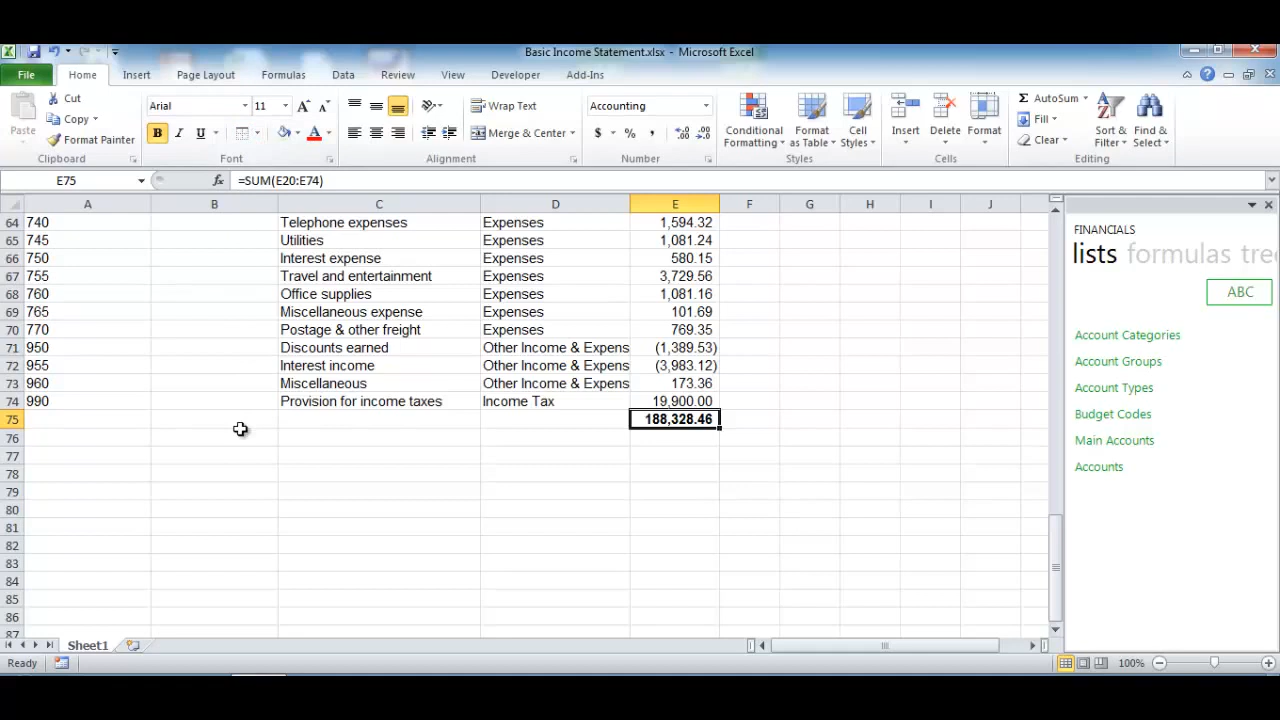 Basic Income Statement.xlsx - Microsoft Excel
File Home Insert Page Layout Formulas Data Review View Developer Add-Ins
Paste Cut Copy Format Painter
Clipboard
Arial 11
B I U A
Font
Wrap Text
Merge & Center
Alignment
Accounting
$ % , .00 .0
Number
Conditional Formatting Format as Table Cell Styles
Styles
Insert Delete Format
Cells
Σ AutoSum Fill Clear Sort & Filter Find & Select
Editing
E75 fx =SUM(E20:E74)
A B C D E F G H I J
64 740 Telephone expenses Expenses 1,594.32
65 745 Utilities Expenses 1,081.24
66 750 Interest expense Expenses 580.15
67 755 Travel and entertainment Expenses 3,729.56
68 760 Office supplies Expenses 1,081.16
69 765 Miscellaneous expense Expenses 101.69
70 770 Postage & other freight Expenses 769.35
71 950 Discounts earned Other Income & Expens (1,389.53)
72 955 Interest income Other Income & Expens (3,983.12)
73 960 Miscellaneous Other Income & Expens 173.36
74 990 Provision for income taxes Income Tax 19,900.00
75 188,328.46
76
77
78
79
80
81
82
83
84
85
86
87
FINANCIALS
lists formulas tree
ABC
Account Categories
Account Groups
Account Types
Budget Codes
Main Accounts
Accounts
Sheet1
Ready 100%